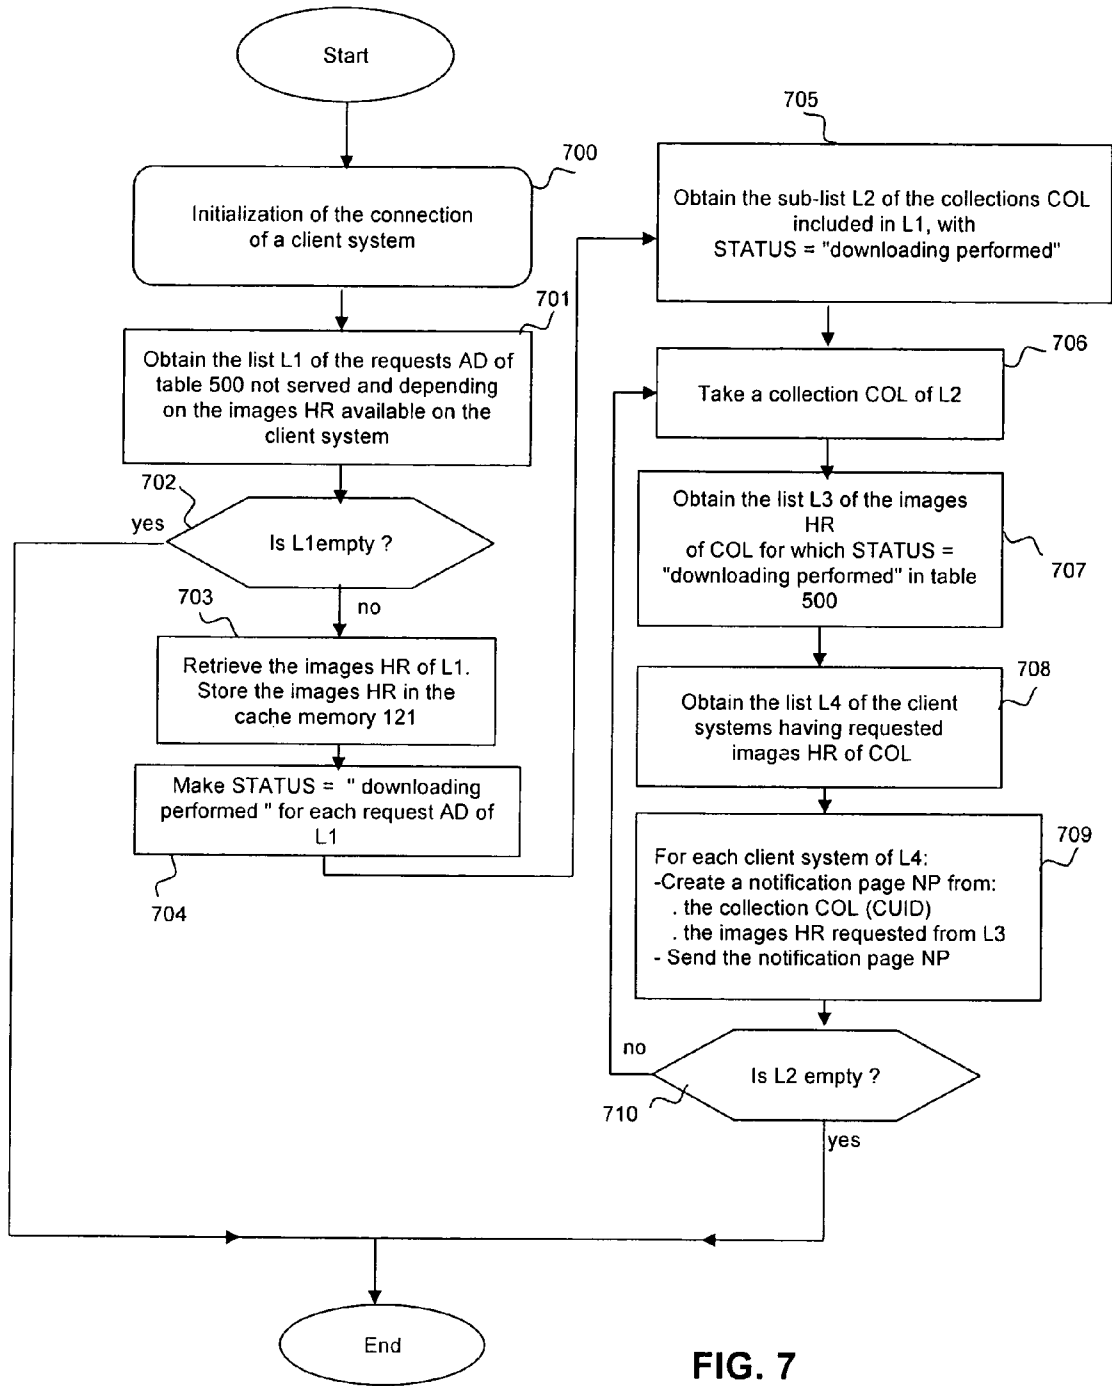 Start
700
Initialization of the connection
of a client system
701
Obtain the list L1 of the requests AD of
table 500 not served and depending
on the images HR available on the
client system
702
yes
Is L1empty ?
no
703
Retrieve the images HR of L1.
Store the images HR in the
cache memory 121
Make STATUS = " downloading
performed " for each request AD of
L1
704
705
Obtain the sub-list L2 of the collections COL
included in L1, with
STATUS = "downloading performed"
706
Take a collection COL of L2
Obtain the list L3 of the images
HR
of COL for which STATUS =
"downloading performed" in table
500
707
708
Obtain the list L4 of the client
systems having requested
images HR of COL
709
For each client system of L4:
-Create a notification page NP from:
. the collection COL (CUID)
. the images HR requested from L3
- Send the notification page NP
no
Is L2 empty ?
710
yes
End
FIG. 7